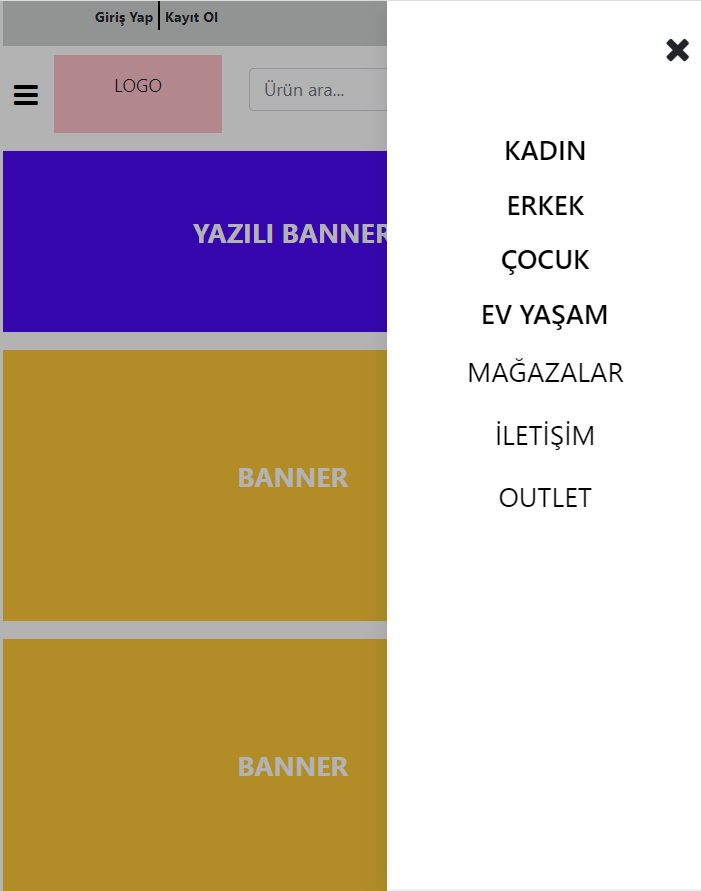 Giriş Yap Kayıt Ol
LOGO
Ürün ara...
YAZILI BANNER
BANNER
BANNER
KADIN
ERKEK
ÇOCUK
EV YAŞAM
MAĞAZALAR
İLETİŞİM
OUTLET